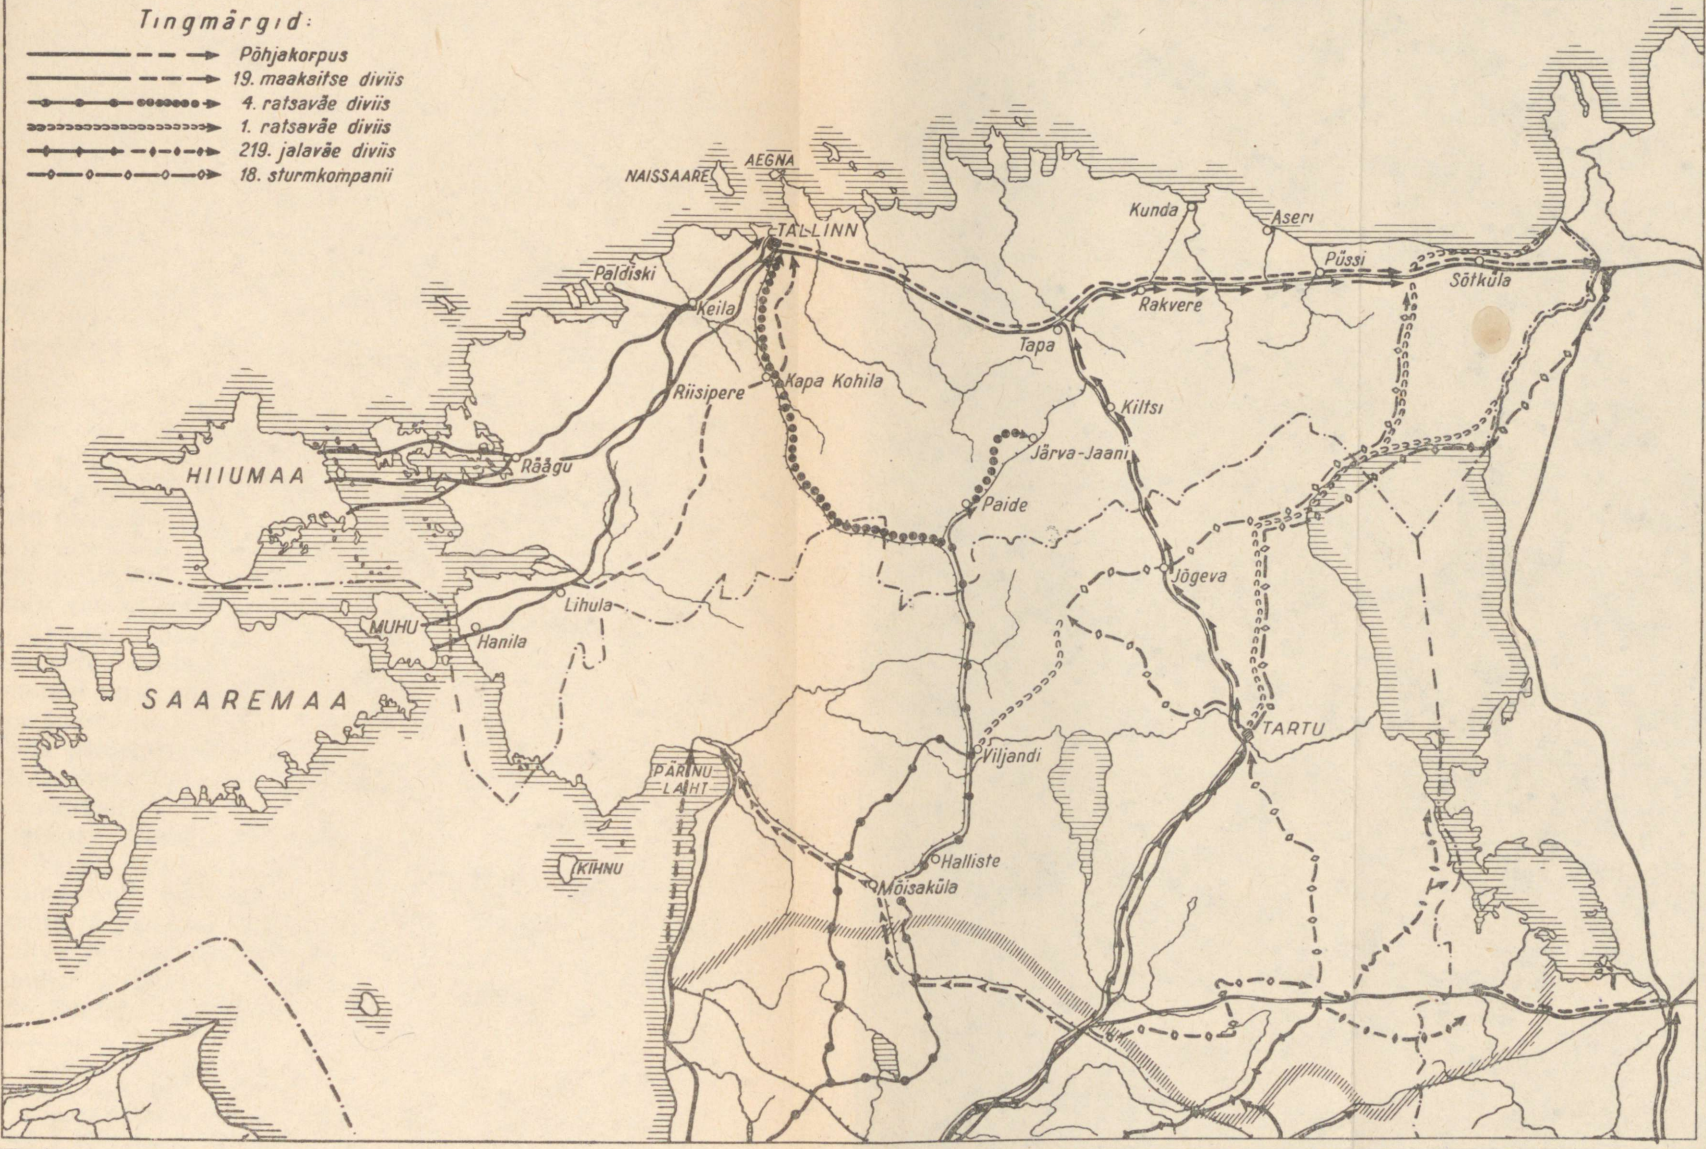 Tingmärgid:
Põhjakorpus
19. maakaitse diviis
4. ratsaväe diviis
1. ratsaväe diviis
219. jalaväe diviis
18. sturmkompanii
NAISSAARE
AEGNA
TALLINN
Kunda
Aseri
Paldiski
Keila
Püssi
Sõtküla
Rakvere
Tapa
Riisipere
Kapa Kohila
Kiltsi
Järva-Jaani
HIIUMAA
Räägu
Paide
Jõgeva
Lihula
MUHU
Hanila
SAAREMAA
TARTU
Viljandi
PÄRNU
LAHT
KIHNU
Halliste
Mõisaküla